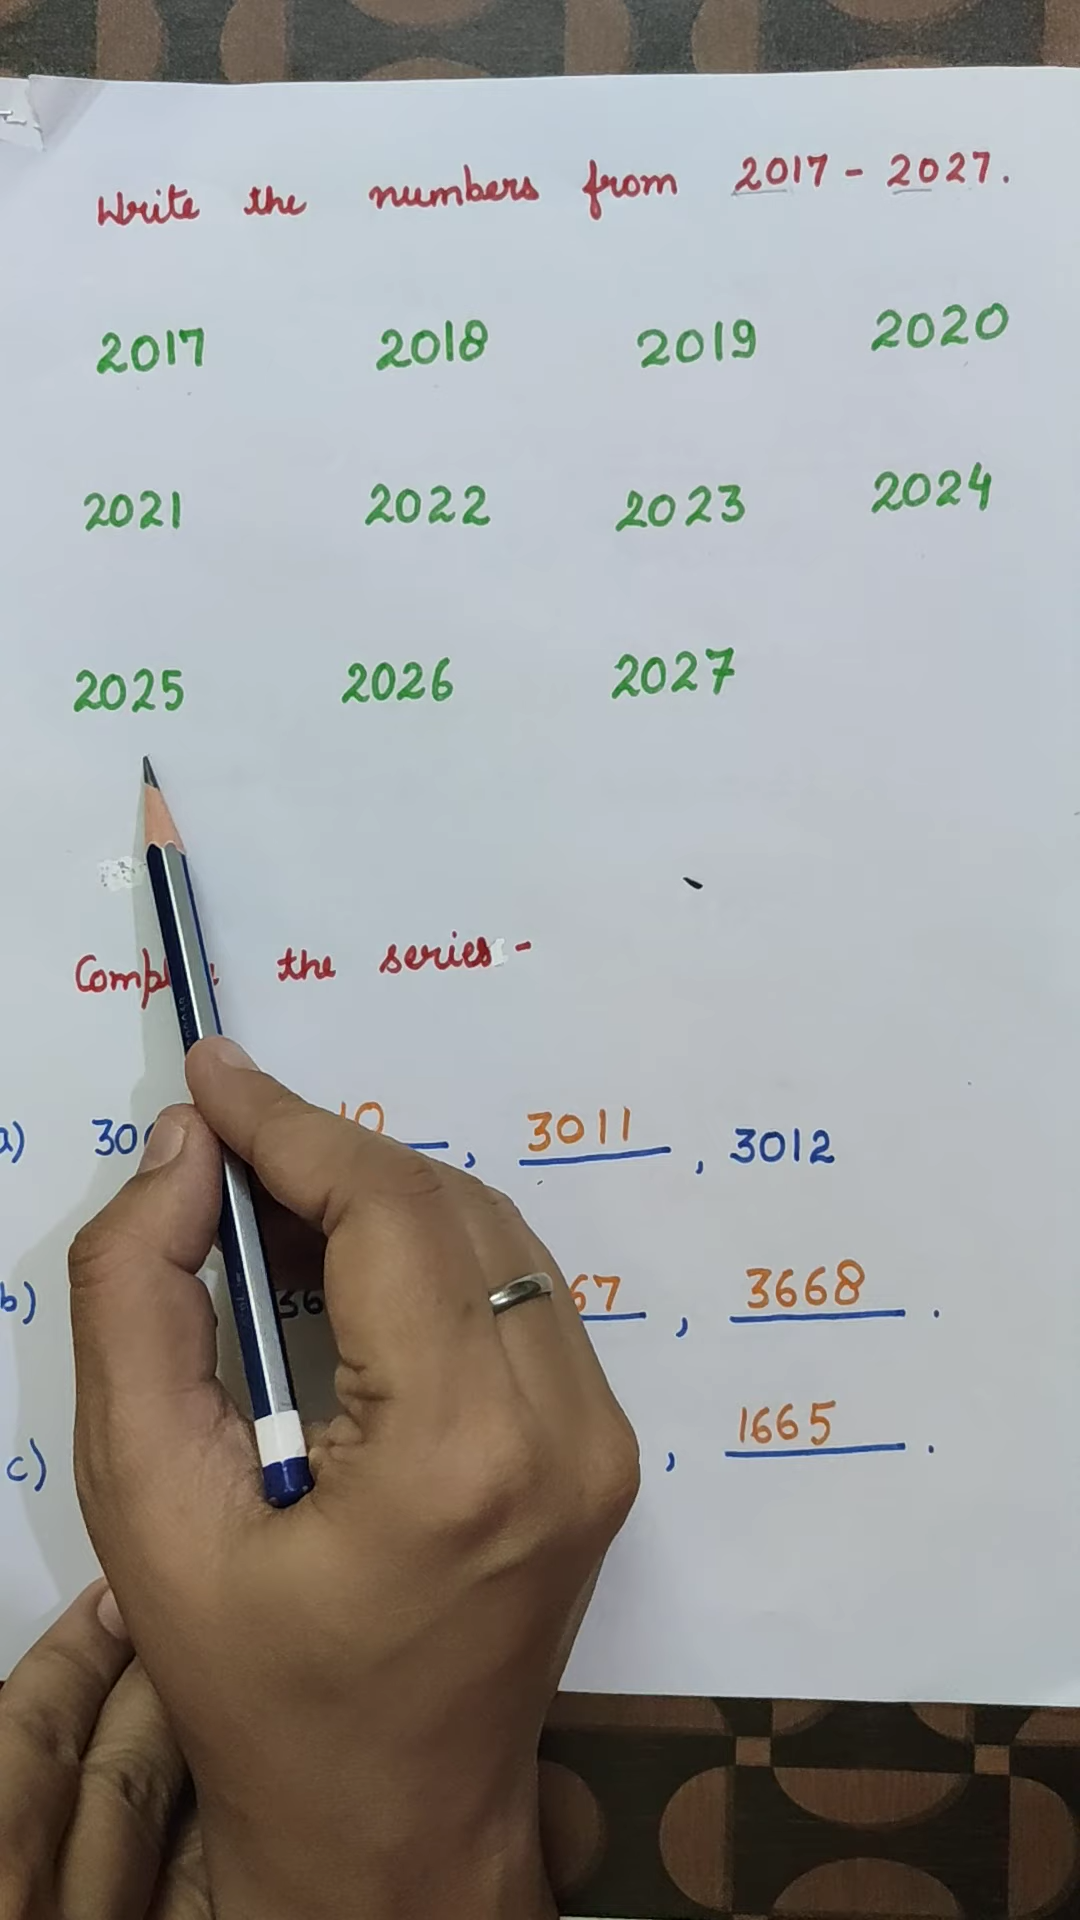 Write the numbers from 2017 - 2027.
2017 2018 2019 2020
2021 2022 2023 2024
2025 2026 2027
the series -
a) 3011 , 3012
b) , 3668 .
c) , 1665 .